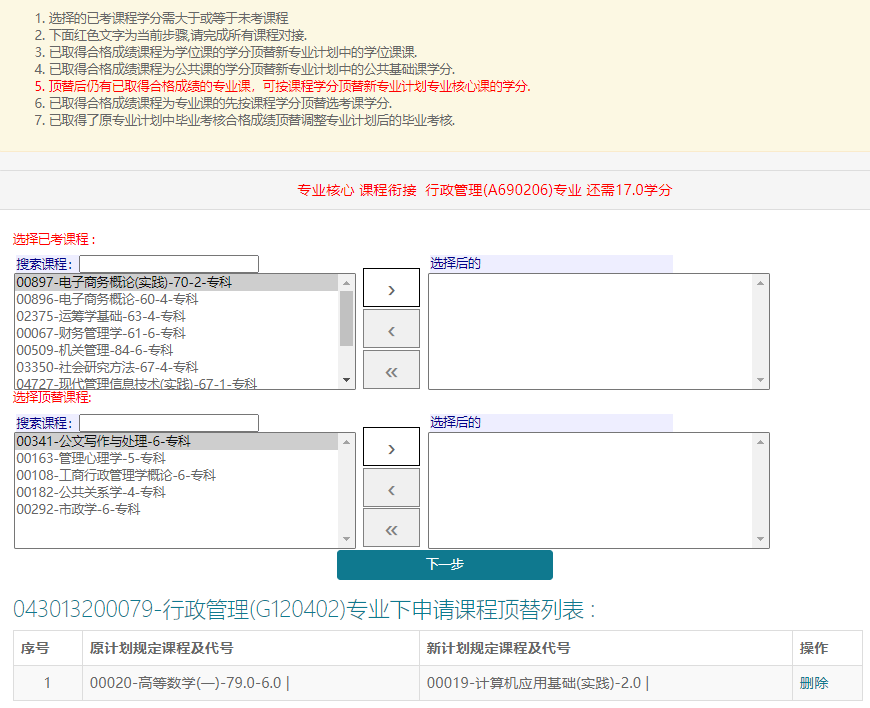 1. 选择的已考课程学分需大于或等于未考课程
2. 下面红色文字为当前步骤,请完成所有课程对接.
3. 已取得合格成绩课程为学位课的学分顶替新专业计划中的学位课课.
4. 已取得合格成绩课程为公共课的学分顶替新专业计划中的公共基础课学分.
5. 顶替后仍有已取得合格成绩的专业课，可按课程学分顶替新专业计划专业核心课的学分.
6. 已取得合格成绩课程为专业课的先按课程学分顶替选考课学分.
7. 已取得了原专业计划中毕业考核合格成绩顶替调整专业计划后的毕业考核.
专业核心 课程衔接 行政管理(A690206)专业 还需17.0学分
选择已考课程 :
搜索课程: 选择后的
00897-电子商务概论(实践)-70-2-专科
00896-电子商务概论-60-4-专科
02375-运筹学基础-63-4-专科
00067-财务管理学-61-6-专科
00509-机关管理-84-6-专科
03350-社会研究方法-67-4-专科
04727-现代管理信息技术(实践)-67-1-专科
›
‹
«
选择顶替课程:
搜索课程: 选择后的
00341-公文写作与处理-6-专科
00163-管理心理学-5-专科
00108-工商行政管理学概论-6-专科
00182-公共关系学-4-专科
00292-市政学-6-专科
›
‹
«
下一步
043013200079-行政管理(G120402)专业下申请课程顶替列表 :
序号 原计划规定课程及代号 新计划规定课程及代号 操作
1 00020-高等数学(一)-79.0-6.0 | 00019-计算机应用基础(实践)-2.0 | 删除